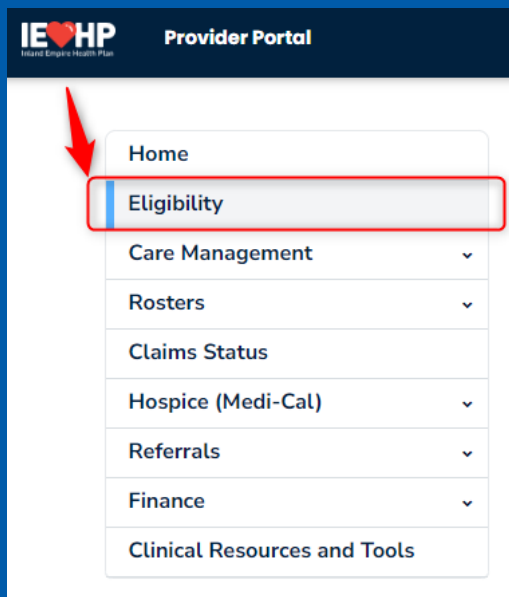 IEHP
Inland Empire Health Plan
Provider Portal
Home
Eligibility
Care Management
Rosters
Claims Status
Hospice (Medi-Cal)
Referrals
Finance
Clinical Resources and Tools